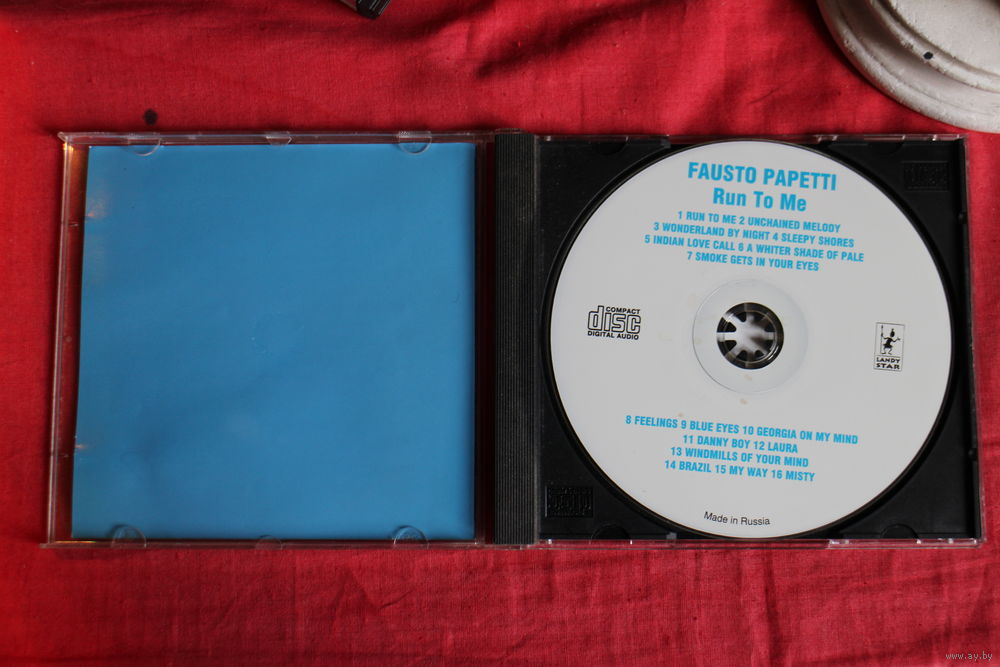 FAUSTO PAPETTI
Run To Me
1 RUN TO ME 2 UNCHAINED MELODY
3 WONDERLAND BY NIGHT 4 SLEEPY SHORES
5 INDIAN LOVE CALL 6 A WHITER SHADE OF PALE
7 SMOKE GETS IN YOUR EYES
COMPACT
disc
DIGITAL AUDIO
LANDY
STAR
8 FEELINGS 9 BLUE EYES 10 GEORGIA ON MY MIND
11 DANNY BOY 12 LAURA
13 WINDMILLS OF YOUR MIND
14 BRAZIL 15 MY WAY 16 MISTY
Made in Russia
www.ay.by